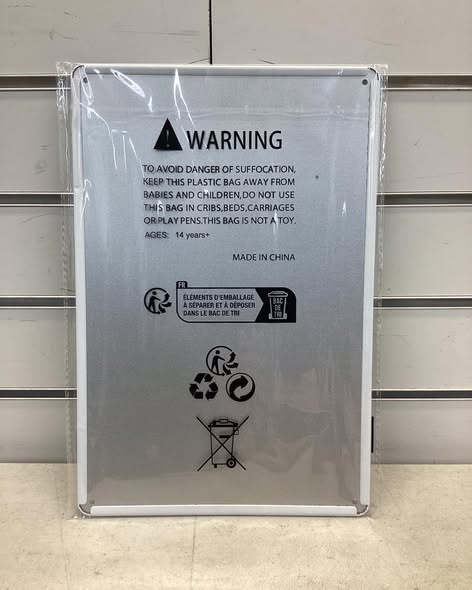 WARNING
TO AVOID DANGER OF SUFFOCATION,
KEEP THIS PLASTIC BAG AWAY FROM
BABIES AND CHILDREN,DO NOT USE
THIS BAG IN CRIBS,BEDS,CARRIAGES
OR PLAY PENS.THIS BAG IS NOT A TOY.
AGES: 14 years+
MADE IN CHINA
FR
ÉLÉMENTS D'EMBALLAGE
À SÉPARER ET À DÉPOSER
DANS LE BAC DE TRI
BAC
DE
TRI